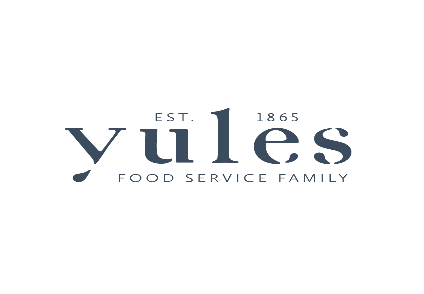 EST. 1865
yules
FOOD SERVICE FAMILY